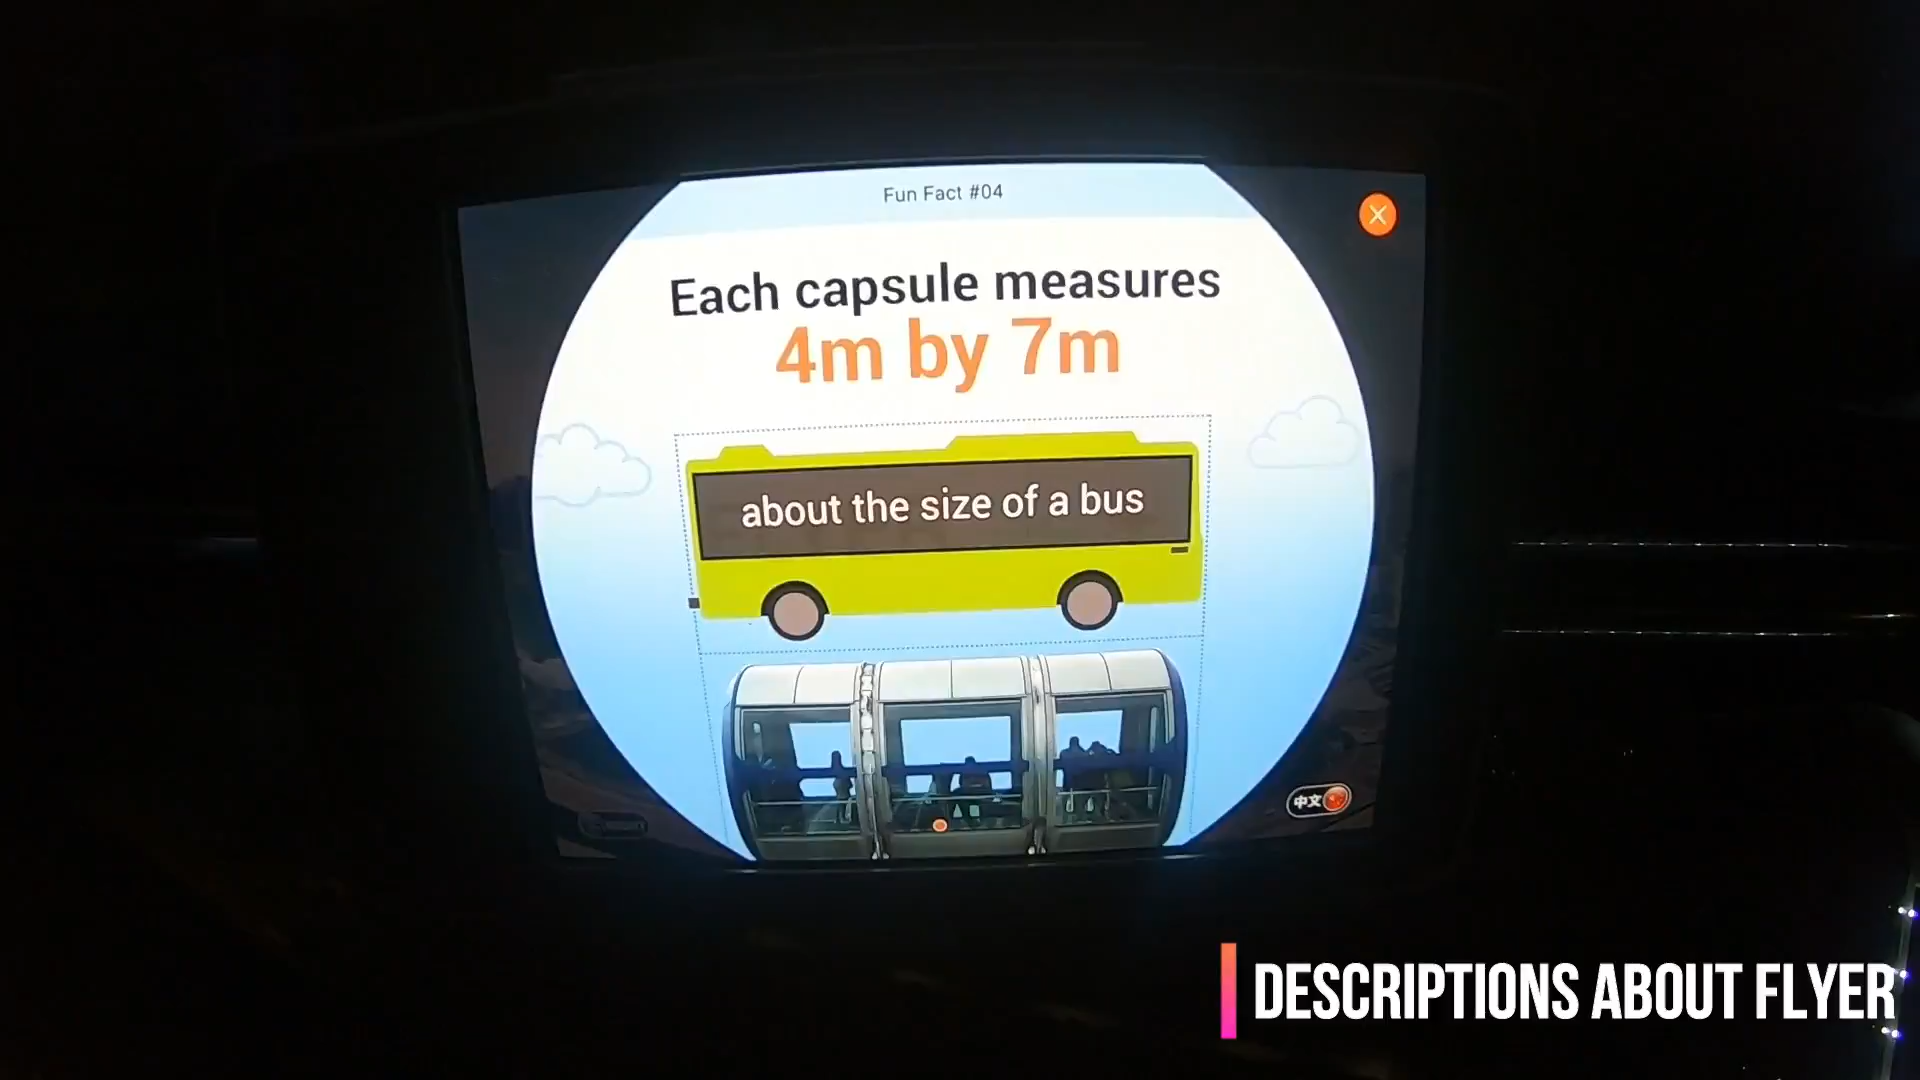 Fun Fact #04
Each capsule measures
4m by 7m
about the size of a bus
中文
DESCRIPTIONS ABOUT FLYER